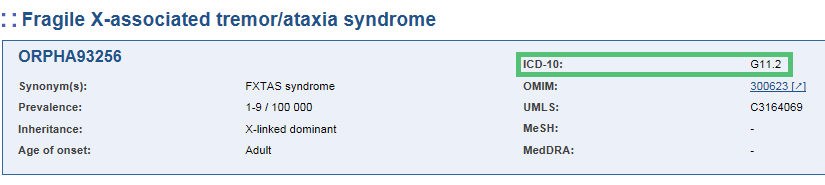 :: Fragile X-associated tremor/ataxia syndrome
ORPHA93256
ICD-10: G11.2
Synonym(s): FXTAS syndrome OMIM: 300623 [↗]
Prevalence: 1-9 / 100 000 UMLS: C3164069
Inheritance: X-linked dominant MeSH: -
Age of onset: Adult MedDRA: -